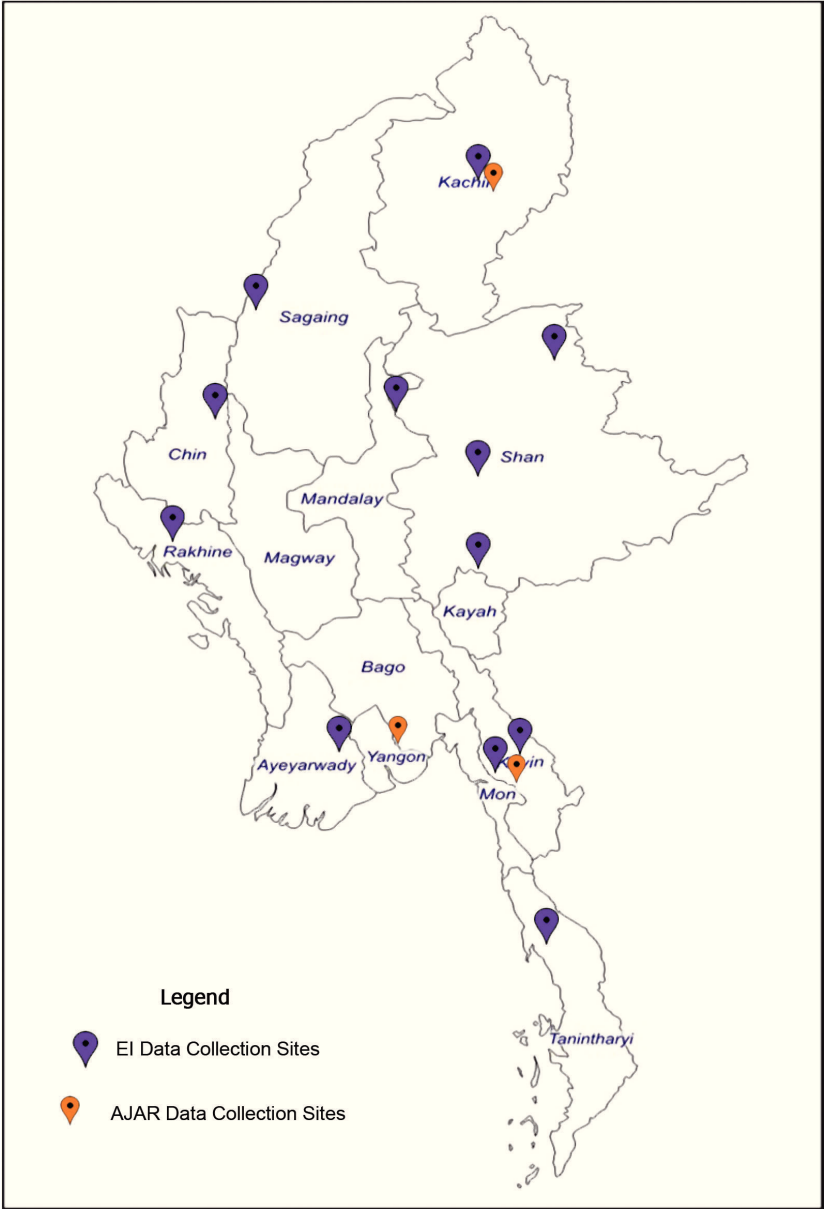 Kachin
Sagaing
Shan
Chin
Mandalay
Rakhine
Magway
Kayah
Bago
Yangon
Ayeyarwady
Mon
Tanintharyi
Legend
EI Data Collection Sites
AJAR Data Collection Sites